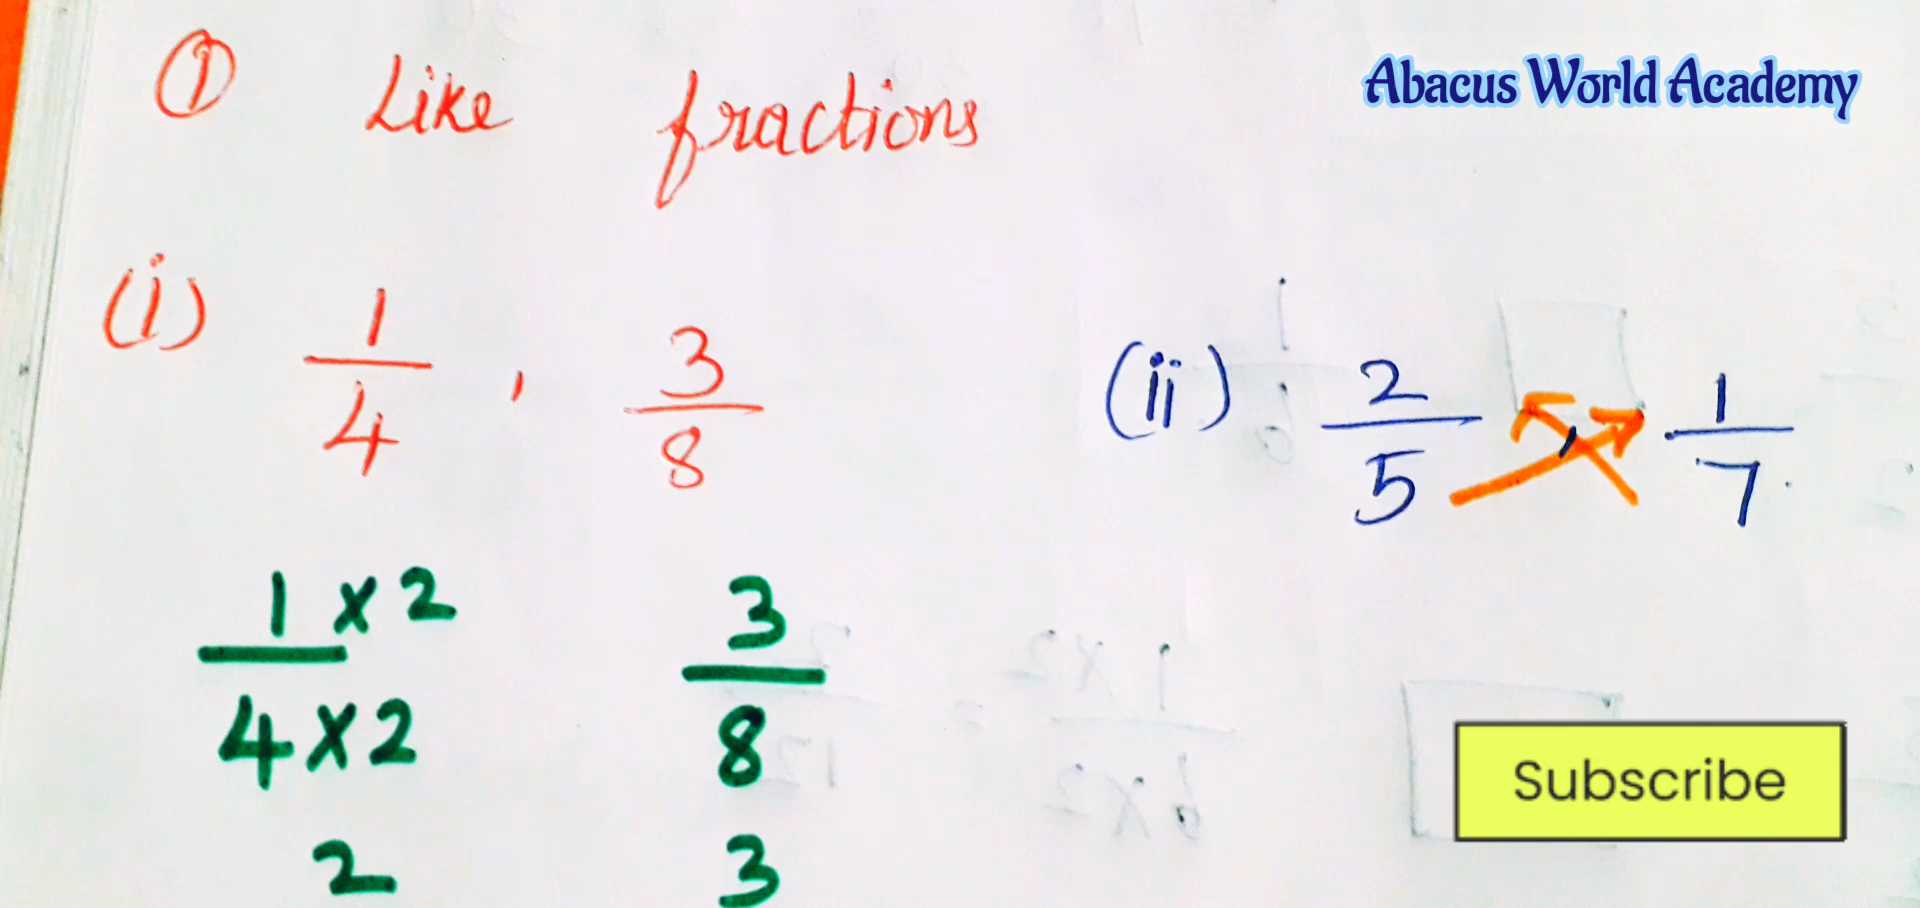 ① Like fractions
Abacus World Academy
(i) 1/4 , 3/8
(ii) 2/5 , 1/7
1×2 3
4×2 8
2 3
Subscribe